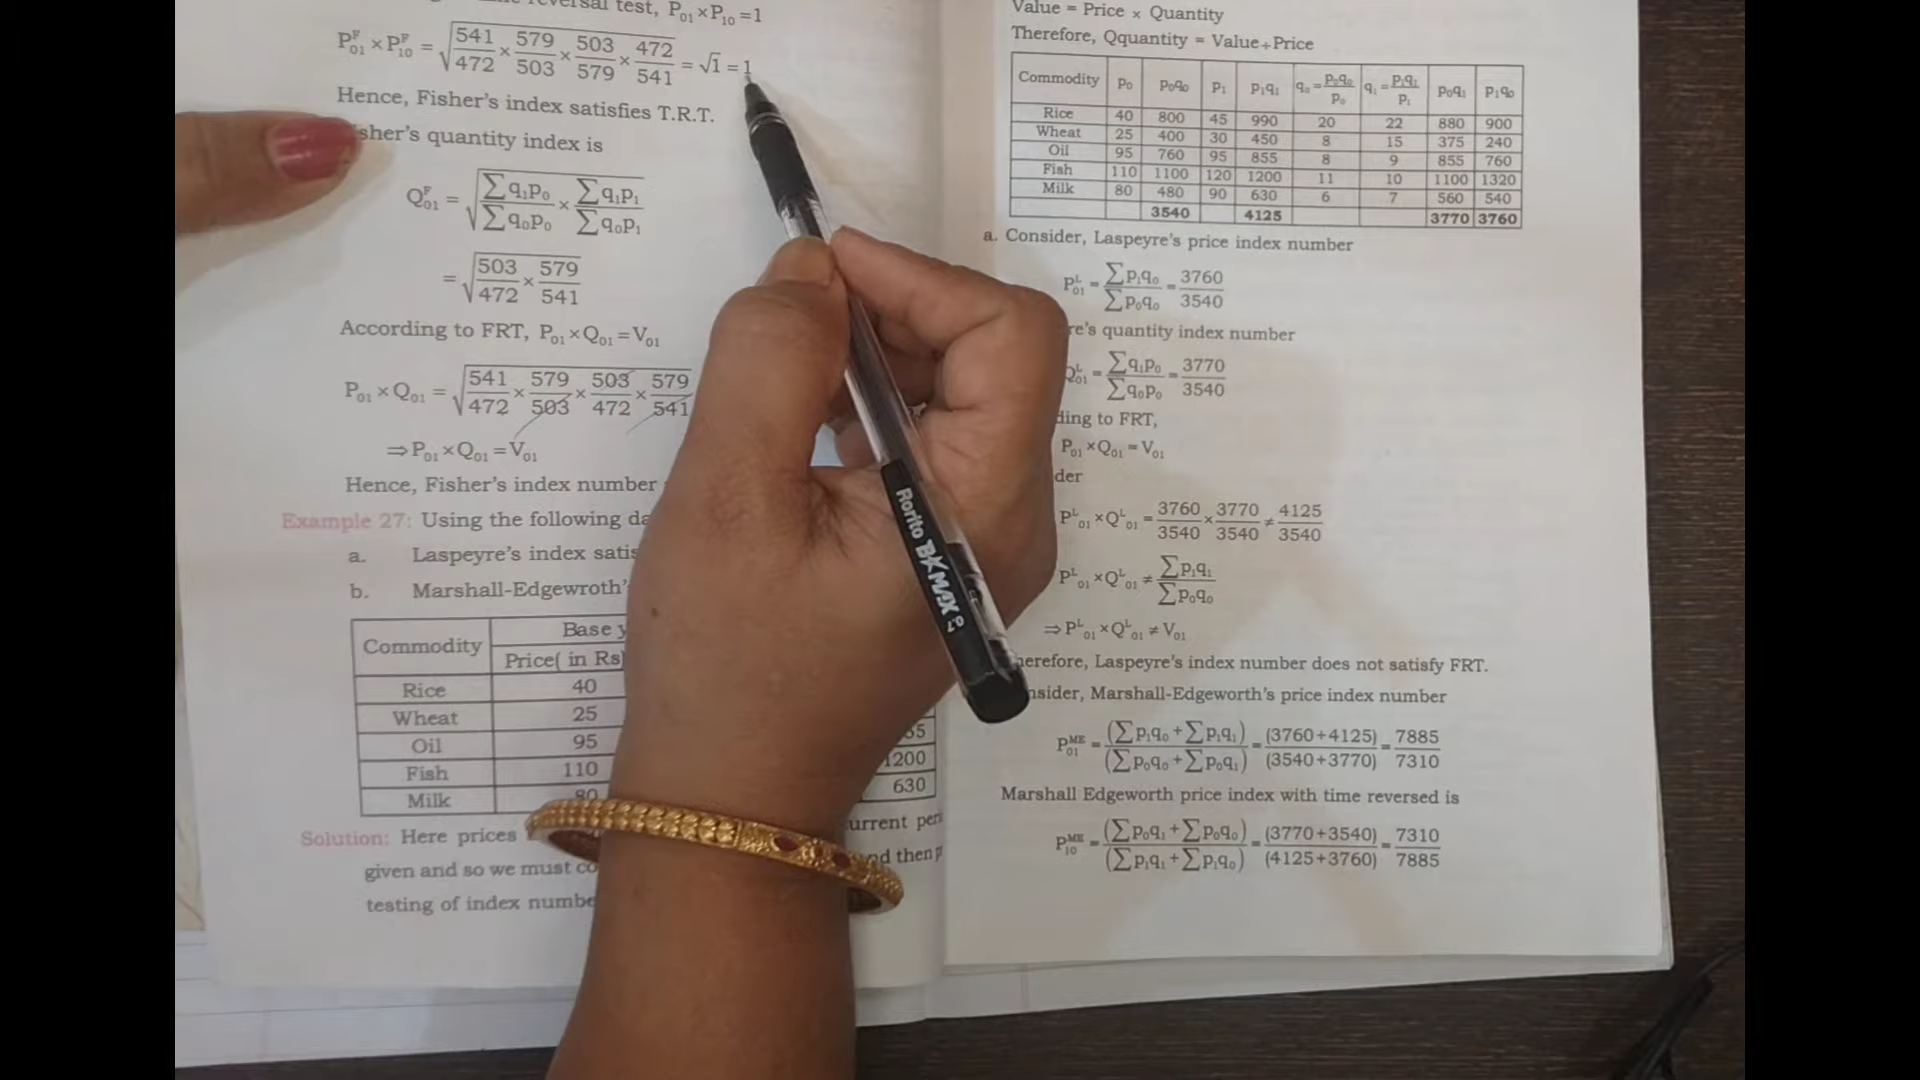 reversal test, P₀₁×P₁₀=1
P₀₁ᶠ×P₁₀ᶠ = √(541/472 × 579/503 × 503/579 × 472/541) = √1 = 1
Hence, Fisher's index satisfies T.R.T.
sher's quantity index is
Q₀₁ᶠ = √(∑q₁p₀/∑q₀p₀ × ∑q₁p₁/∑q₀p₁)
= √(503/472 × 579/541)
According to FRT, P₀₁×Q₀₁=V₀₁
P₀₁×Q₀₁ = √(541/472 × 579/503 × 503/472 × 579/541)
⇒P₀₁×Q₀₁=V₀₁
Hence, Fisher's index number
Example 27: Using the following da
a. Laspeyre's index satis
b. Marshall-Edgewroth'
Commodity Base y
Price( in Rs)
Rice 40
Wheat 25
Oil 95
Fish 110 1200
Milk 80 630
Solution: Here prices urrent per
given and so we must co nd then p
testing of index numbe
Value = Price × Quantity
Therefore, Qquantity = Value÷Price
Commodity p₀ p₀q₀ p₁ p₁q₁ q₀=p₀q₀/p₀ q₁=p₁q₁/p₁ p₀q₁ p₁q₀
Rice 40 800 45 990 20 22 880 900
Wheat 25 400 30 450 8 15 375 240
Oil 95 760 95 855 8 9 855 760
Fish 110 1100 120 1200 11 10 1100 1320
Milk 80 480 90 630 6 7 560 540
3540 4125 3770 3760
a. Consider, Laspeyre's price index number
P₀₁ᴸ = ∑p₁q₀/∑p₀q₀ = 3760/3540
re's quantity index number
Q₀₁ᴸ = ∑q₁p₀/∑q₀p₀ = 3770/3540
ding to FRT,
P₀₁×Q₀₁=V₀₁
der
Pᴸ₀₁×Qᴸ₀₁ = 3760/3540 × 3770/3540 ≠ 4125/3540
Pᴸ₀₁×Qᴸ₀₁ ≠ ∑p₁q₁/∑p₀q₀
⇒Pᴸ₀₁×Qᴸ₀₁ ≠ V₀₁
herefore, Laspeyre's index number does not satisfy FRT.
nsider, Marshall-Edgeworth's price index number
P₀₁ᴹᴱ = (∑p₁q₀+∑p₁q₁)/(∑p₀q₀+∑p₀q₁) = (3760+4125)/(3540+3770) = 7885/7310
Marshall Edgeworth price index with time reversed is
P₁₀ᴹᴱ = (∑p₀q₁+∑p₀q₀)/(∑p₁q₁+∑p₁q₀) = (3770+3540)/(4125+3760) = 7310/7885
Rorito B/XMAX 0.7